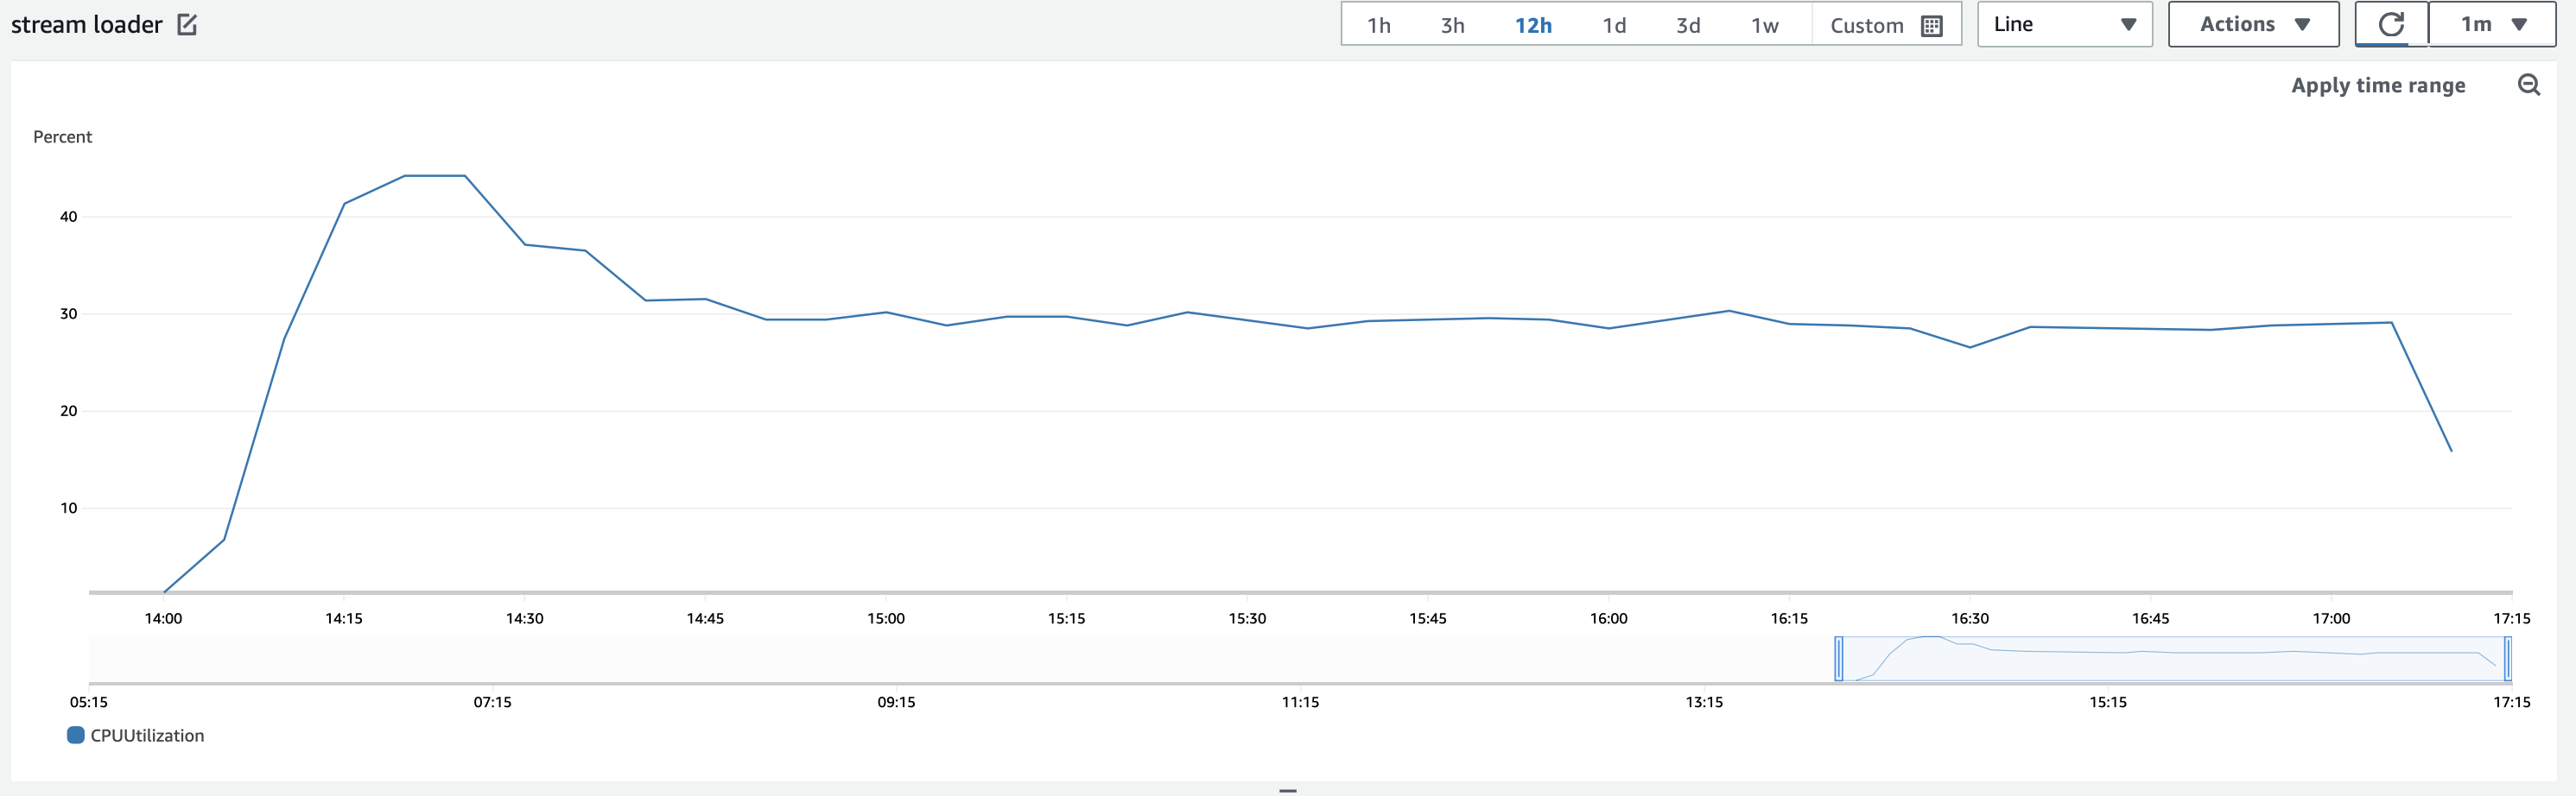 stream loader 1h 3h 12h 1d 3d 1w Custom Line Actions 1m
Apply time range
Percent
40
30
20
10
14:00 14:15 14:30 14:45 15:00 15:15 15:30 15:45 16:00 16:15 16:30 16:45 17:00 17:15
05:15 07:15 09:15 11:15 13:15 15:15 17:15
CPUUtilization